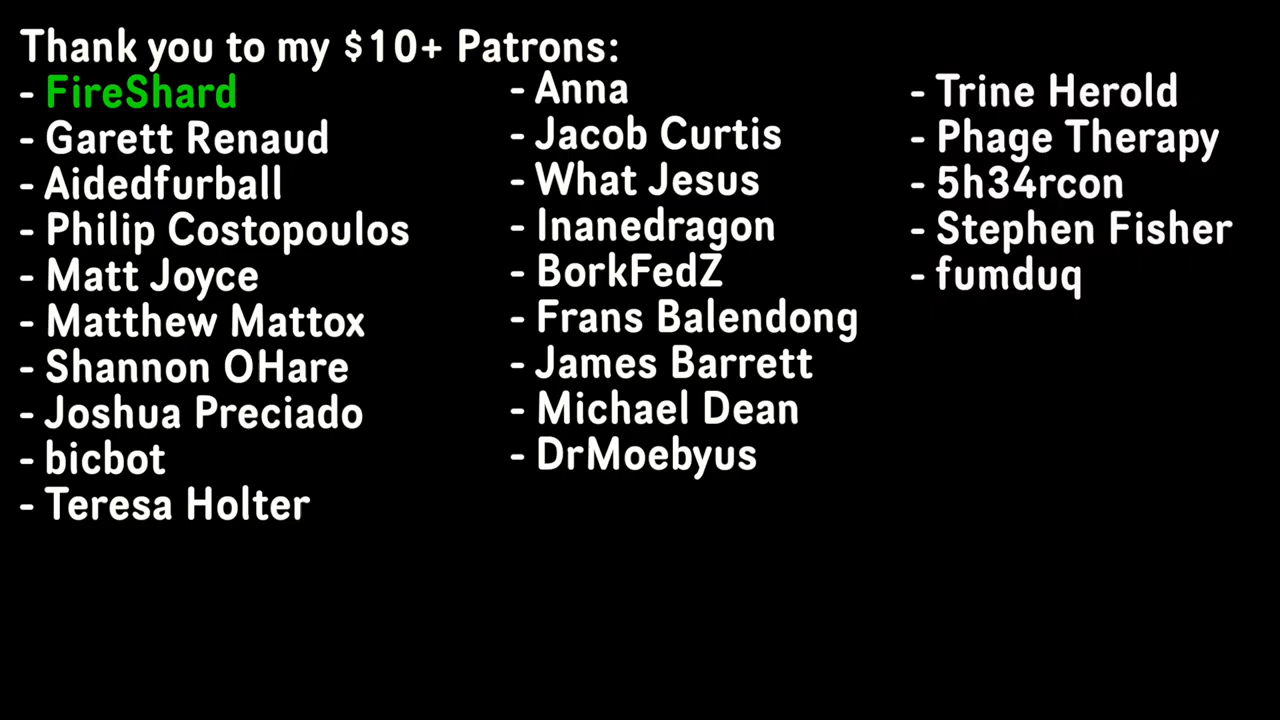 Thank you to my $10+ Patrons:
- FireShard
- Garett Renaud
- Aidedfurball
- Philip Costopoulos
- Matt Joyce
- Matthew Mattox
- Shannon OHare
- Joshua Preciado
- bicbot
- Teresa Holter
- Anna
- Jacob Curtis
- What Jesus
- Inanedragon
- BorkFedZ
- Frans Balendong
- James Barrett
- Michael Dean
- DrMoebyus
- Trine Herold
- Phage Therapy
- 5h34rcon
- Stephen Fisher
- fumduq